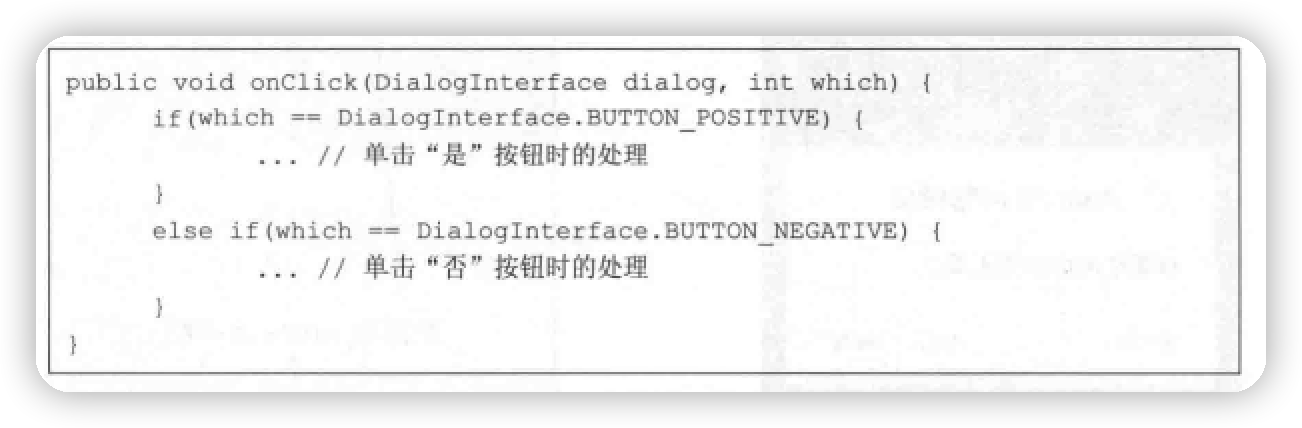 public void onClick(DialogInterface dialog, int which) {
if(which == DialogInterface.BUTTON_POSITIVE) {
... // 单击“是”按钮时的处理
}
else if(which == DialogInterface.BUTTON_NEGATIVE) {
... // 单击“否”按钮时的处理
}
}